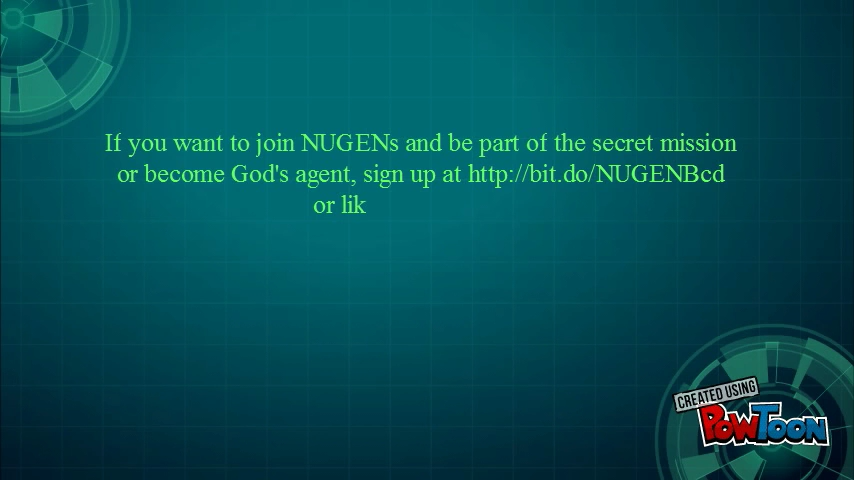 If you want to join NUGENs and be part of the secret mission
or become God's agent, sign up at http://bit.do/NUGENBcd
or lik
CREATED USING
POWTOON